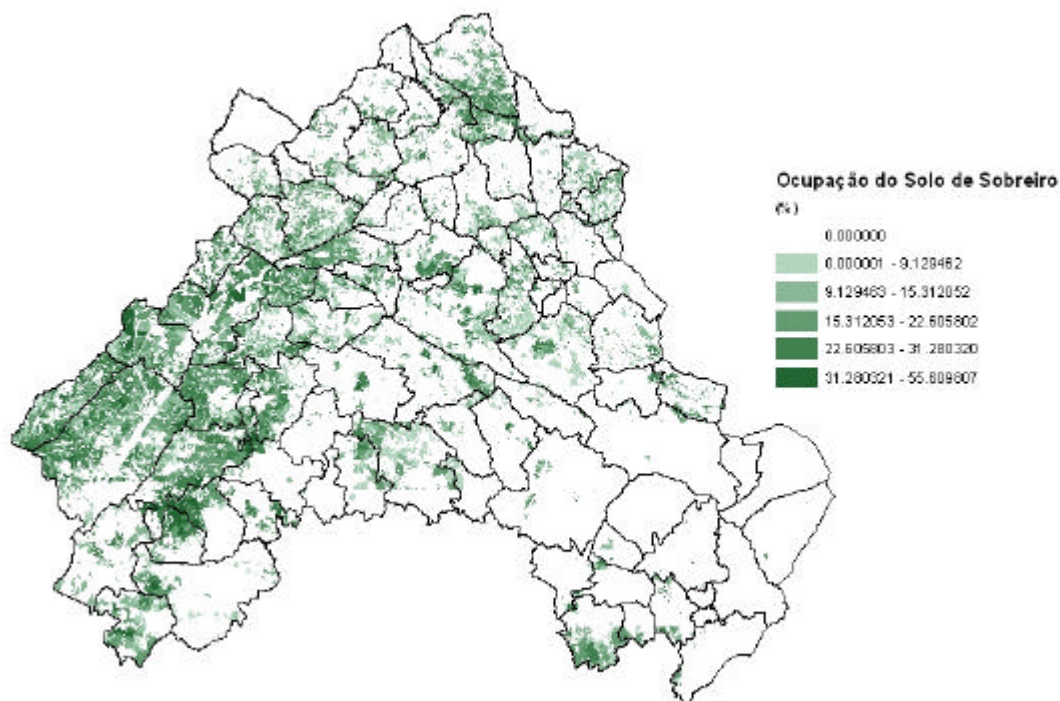 Ocupação do Solo de Sobreiro
(%)
0.000000
0.000001 - 9.129462
9.129463 - 15.312052
15.312053 - 22.605802
22.605803 - 31.280320
31.280321 - 55.609807